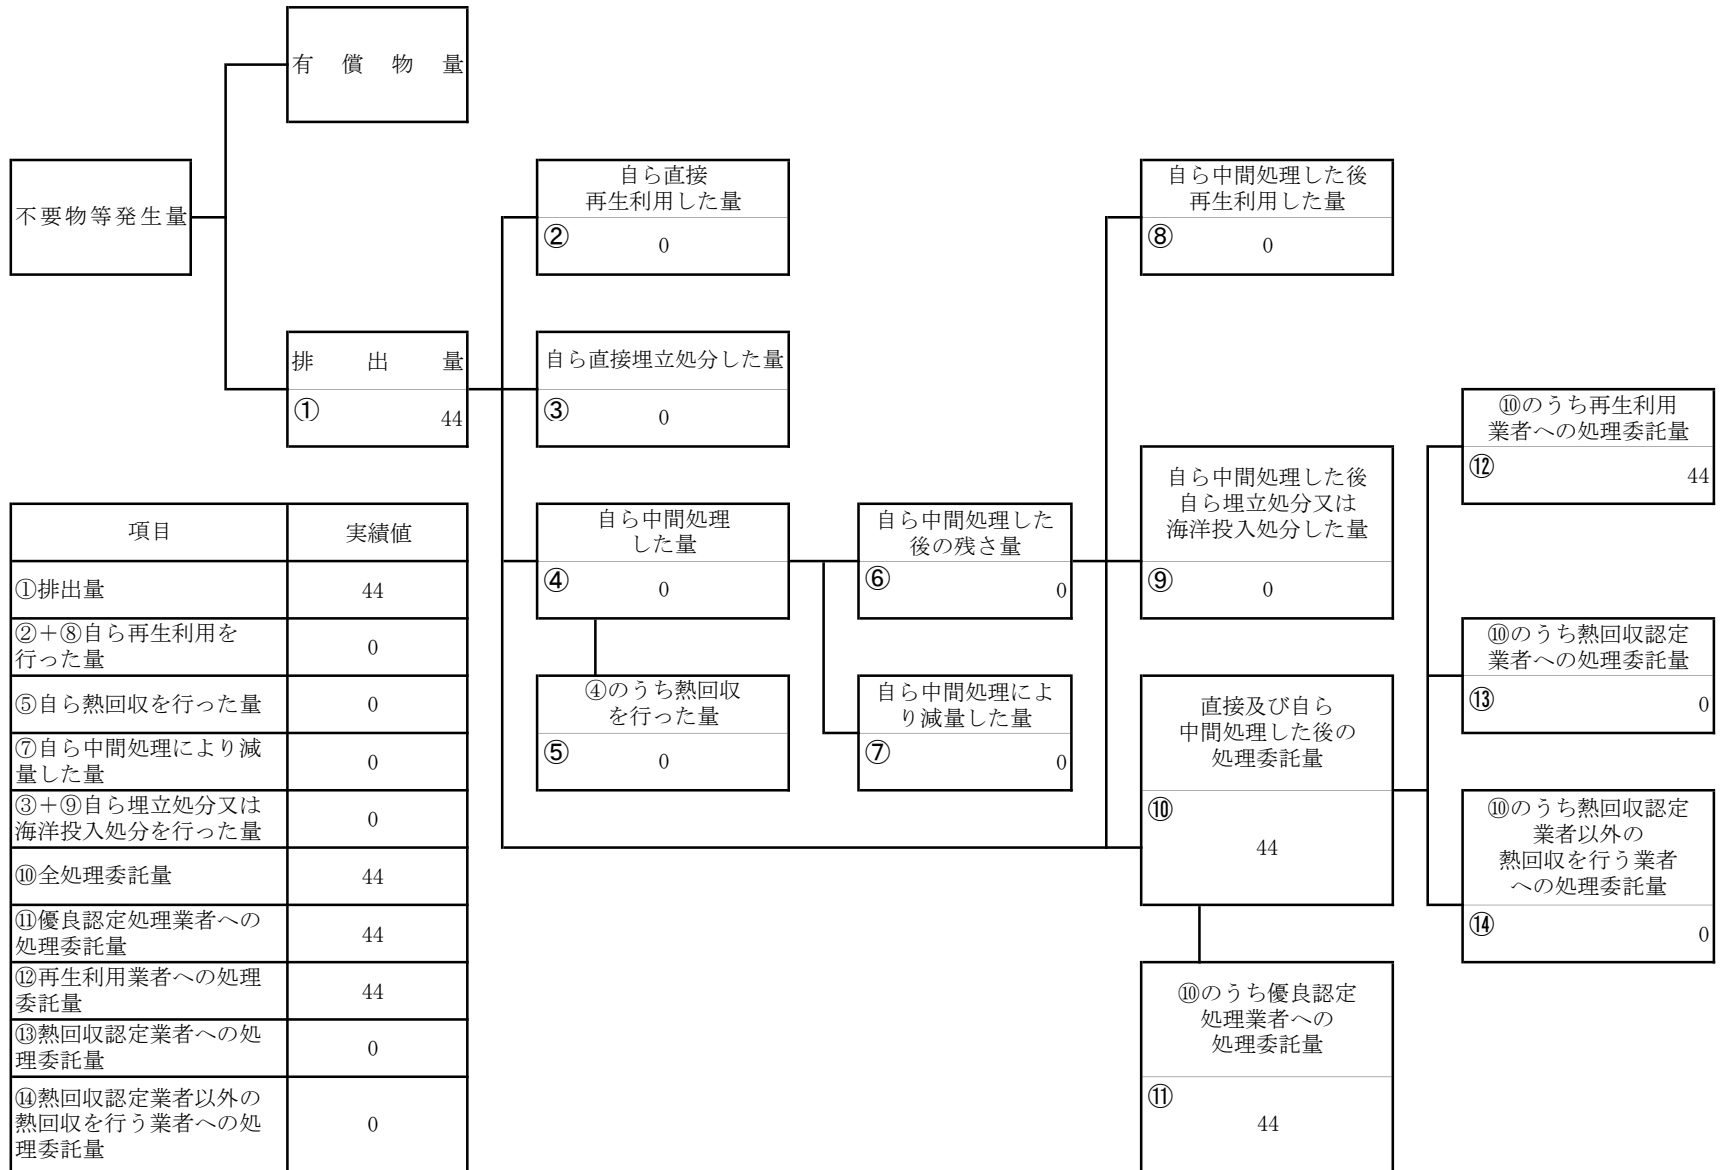 有償物量
不要物等発生量
排出量
①
44
自ら直接
再生利用した量
②
0
自ら直接埋立処分した量
③
0
自ら中間処理
した量
④
0
④のうち熱回収
を行った量
⑤
0
自ら中間処理した
後の残さ量
⑥
0
自ら中間処理によ
り減量した量
⑦
0
自ら中間処理した後
再生利用した量
⑧
0
自ら中間処理した後
自ら埋立処分又は
海洋投入処分した量
⑨
0
直接及び自ら
中間処理した後の
処理委託量
⑩
44
⑩のうち優良認定
処理業者への
処理委託量
⑪
44
⑩のうち再生利用
業者への処理委託量
⑫
44
⑩のうち熱回収認定
業者への処理委託量
⑬
0
⑩のうち熱回収認定
業者以外の
熱回収を行う業者
への処理委託量
⑭
0
項目
実績値
①排出量
44
②＋⑧自ら再生利用を
行った量
0
⑤自ら熱回収を行った量
0
⑦自ら中間処理により減
量した量
0
③＋⑨自ら埋立処分又は
海洋投入処分を行った量
0
⑩全処理委託量
44
⑪優良認定処理業者への
処理委託量
44
⑫再生利用業者への処理
委託量
44
⑬熱回収認定業者への処
理委託量
0
⑭熱回収認定業者以外の
熱回収を行う業者への処
理委託量
0